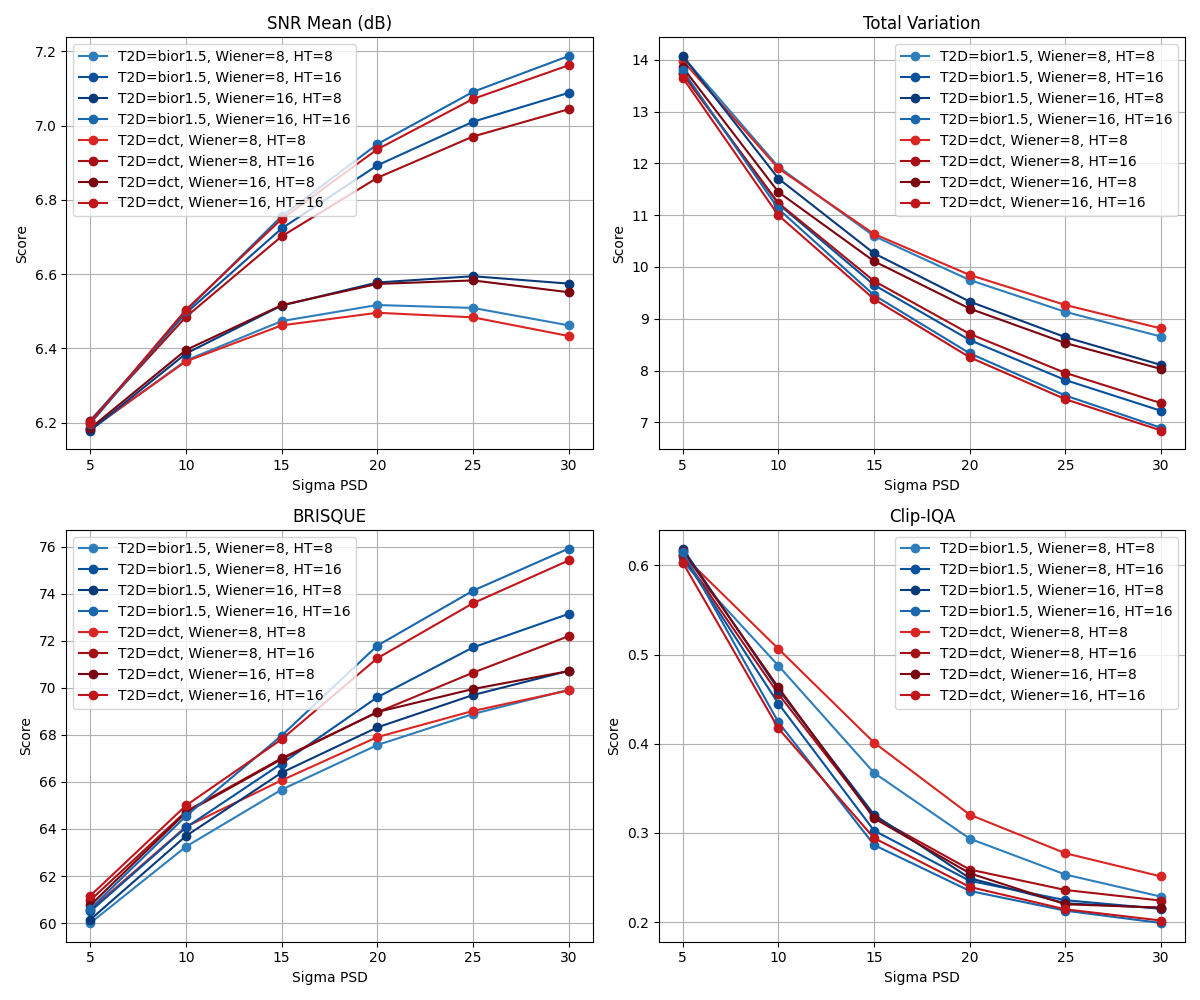 SNR Mean (dB)
7.2
7.0
6.8
6.6
6.4
6.2
Score
T2D=bior1.5, Wiener=8, HT=8
T2D=bior1.5, Wiener=8, HT=16
T2D=bior1.5, Wiener=16, HT=8
T2D=bior1.5, Wiener=16, HT=16
T2D=dct, Wiener=8, HT=8
T2D=dct, Wiener=8, HT=16
T2D=dct, Wiener=16, HT=8
T2D=dct, Wiener=16, HT=16
5 10 15 20 25 30
Sigma PSD
Total Variation
14
13
12
11
10
9
8
7
Score
T2D=bior1.5, Wiener=8, HT=8
T2D=bior1.5, Wiener=8, HT=16
T2D=bior1.5, Wiener=16, HT=8
T2D=bior1.5, Wiener=16, HT=16
T2D=dct, Wiener=8, HT=8
T2D=dct, Wiener=8, HT=16
T2D=dct, Wiener=16, HT=8
T2D=dct, Wiener=16, HT=16
5 10 15 20 25 30
Sigma PSD
BRISQUE
76
74
72
70
68
66
64
62
60
Score
T2D=bior1.5, Wiener=8, HT=8
T2D=bior1.5, Wiener=8, HT=16
T2D=bior1.5, Wiener=16, HT=8
T2D=bior1.5, Wiener=16, HT=16
T2D=dct, Wiener=8, HT=8
T2D=dct, Wiener=8, HT=16
T2D=dct, Wiener=16, HT=8
T2D=dct, Wiener=16, HT=16
5 10 15 20 25 30
Sigma PSD
Clip-IQA
0.6
0.5
0.4
0.3
0.2
Score
T2D=bior1.5, Wiener=8, HT=8
T2D=bior1.5, Wiener=8, HT=16
T2D=bior1.5, Wiener=16, HT=8
T2D=bior1.5, Wiener=16, HT=16
T2D=dct, Wiener=8, HT=8
T2D=dct, Wiener=8, HT=16
T2D=dct, Wiener=16, HT=8
T2D=dct, Wiener=16, HT=16
5 10 15 20 25 30
Sigma PSD